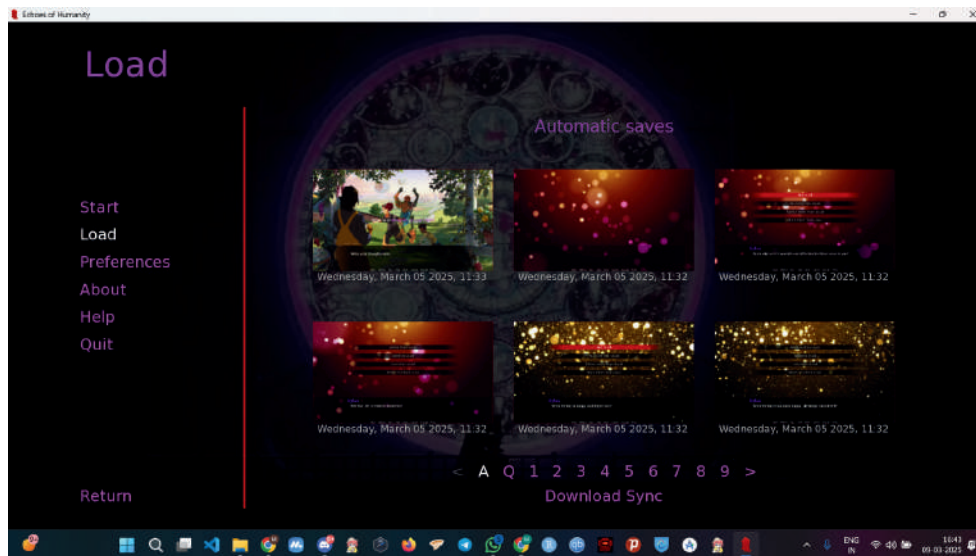 Echoes of Humanity
Load
Automatic saves
Start
Load
Preferences
About
Help
Quit
Wednesday, March 05 2025, 11:33
Wednesday, March 05 2025, 11:32
Wednesday, March 05 2025, 11:32
Wednesday, March 05 2025, 11:32
Wednesday, March 05 2025, 11:32
Wednesday, March 05 2025, 11:32
< A Q 1 2 3 4 5 6 7 8 9 >
Return
Download Sync
ENG
IN
16:43
09-03-2025